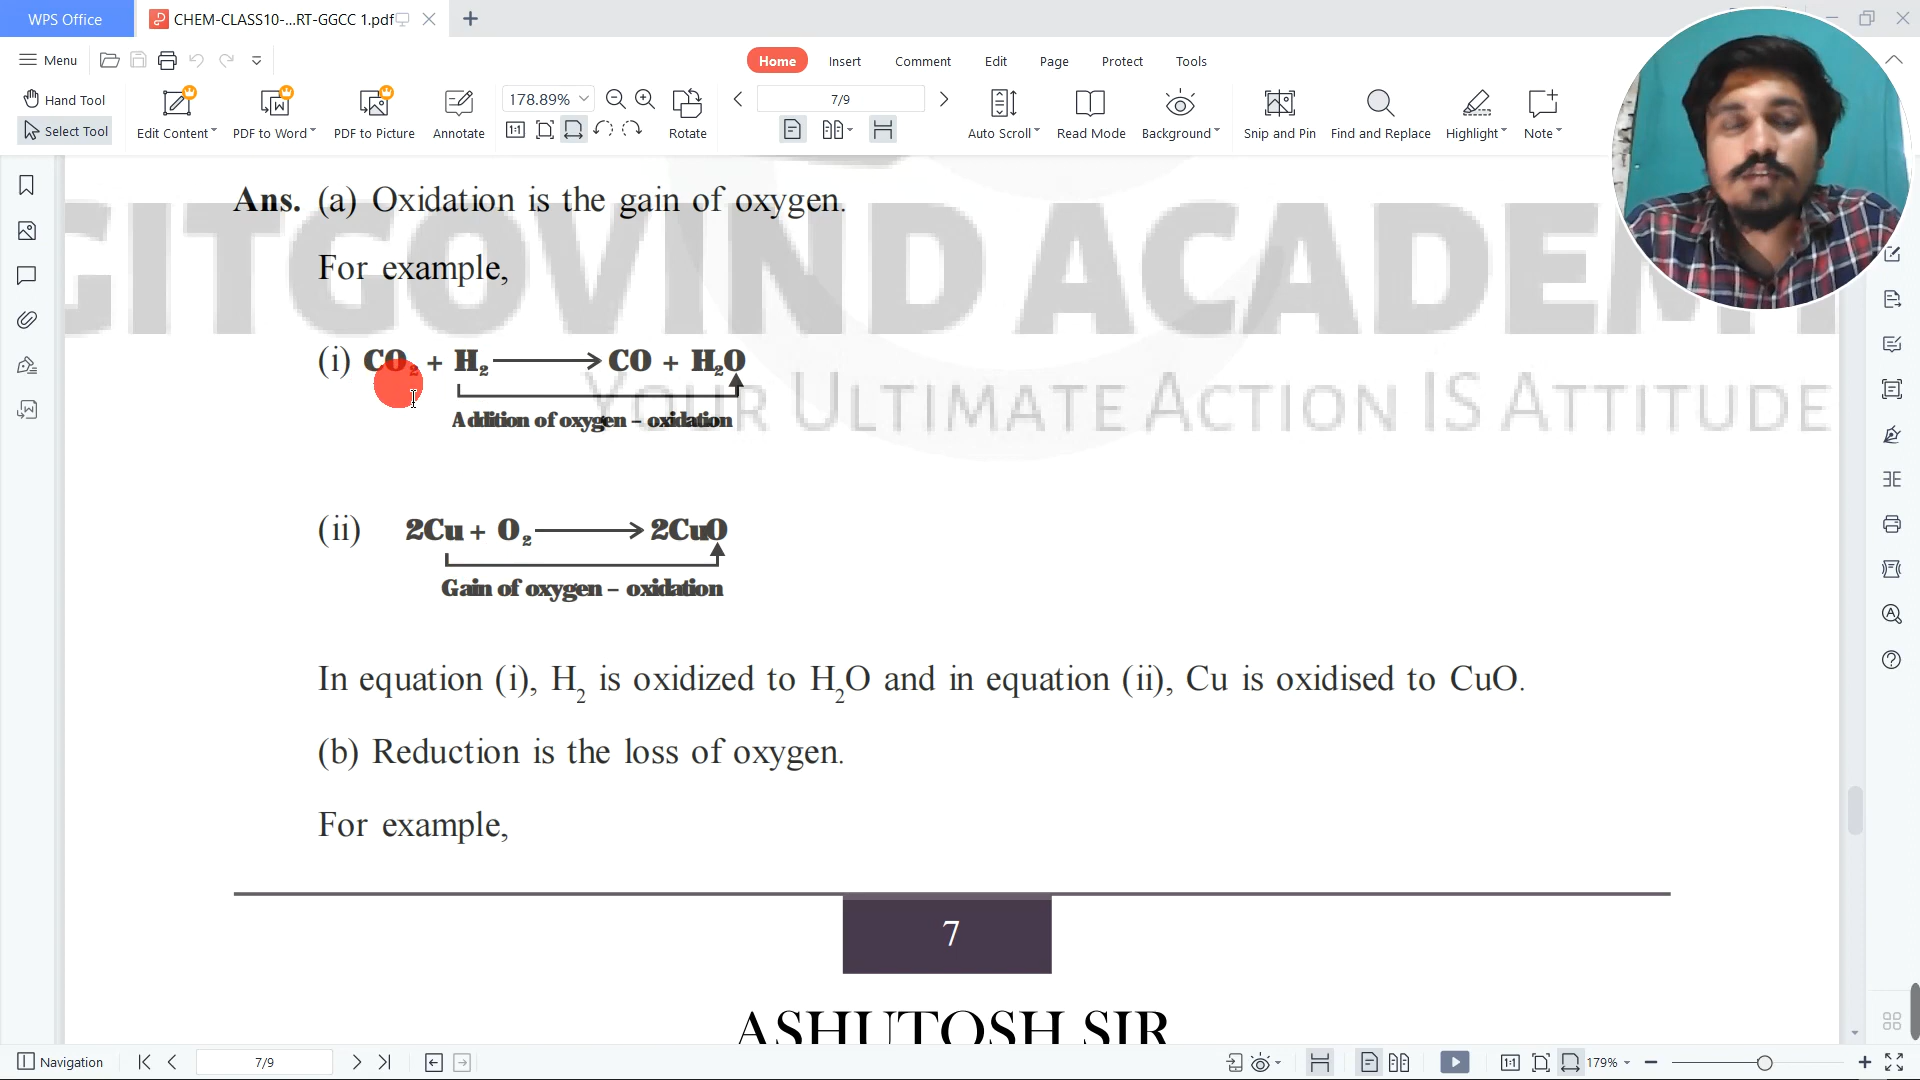 WPS Office
CHEM-CLASS10-...RT-GGCC 1.pdf
Menu
Home Insert Comment Edit Page Protect Tools
Hand Tool
Select Tool
Edit Content
PDF to Word
PDF to Picture
Annotate
178.89%
Rotate
7/9
Auto Scroll
Read Mode
Background
Snip and Pin
Find and Replace
Highlight
Note
Ans. (a) Oxidation is the gain of oxygen.
GITGOVIND ACADEM
For example,
(i) CO₂ + H₂ ⟶ CO + H₂O
Addition of oxygen – oxidation
YOUR ULTIMATE ACTION IS ATTITUDE
(ii) 2Cu + O₂ ⟶ 2CuO
Gain of oxygen – oxidation
In equation (i), H₂ is oxidized to H₂O and in equation (ii), Cu is oxidised to CuO.
(b) Reduction is the loss of oxygen.
For example,
7
ASHUTOSH SIR
Navigation
7/9
179%